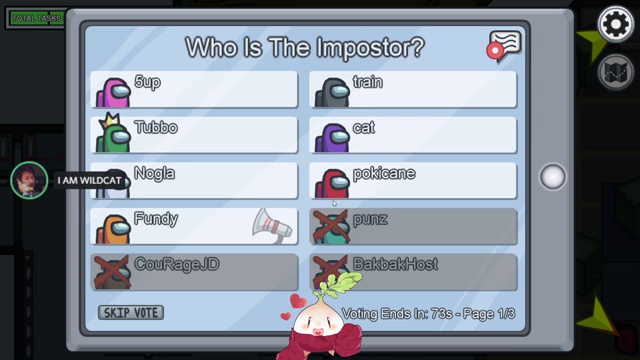 TOTAL TASKS
Who Is The Impostor?
5up
train
Tubbo
cat
I AM WILDCAT
Nogla
pokicane
Fundy
punz
CouRageJD
BakbakHost
SKIP VOTE
Voting Ends In: 73s - Page 1/3